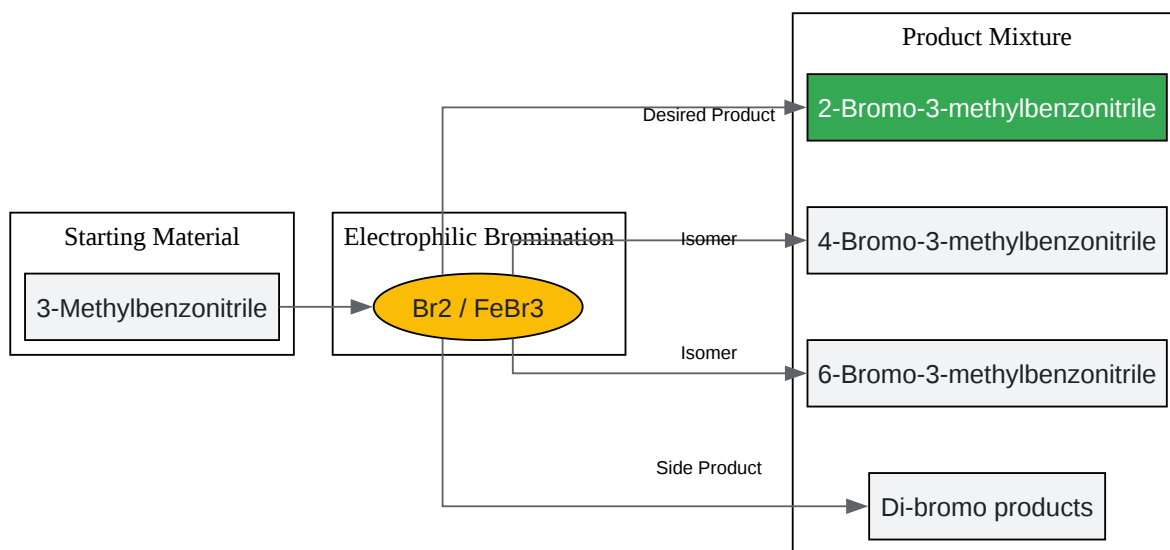 Product Mixture
2-Bromo-3-methylbenzonitrile
Desired Product
Starting Material
Electrophilic Bromination
Isomer
4-Bromo-3-methylbenzonitrile
3-Methylbenzonitrile
Br2 / FeBr3
Isomer
6-Bromo-3-methylbenzonitrile
Side Product
Di-bromo products